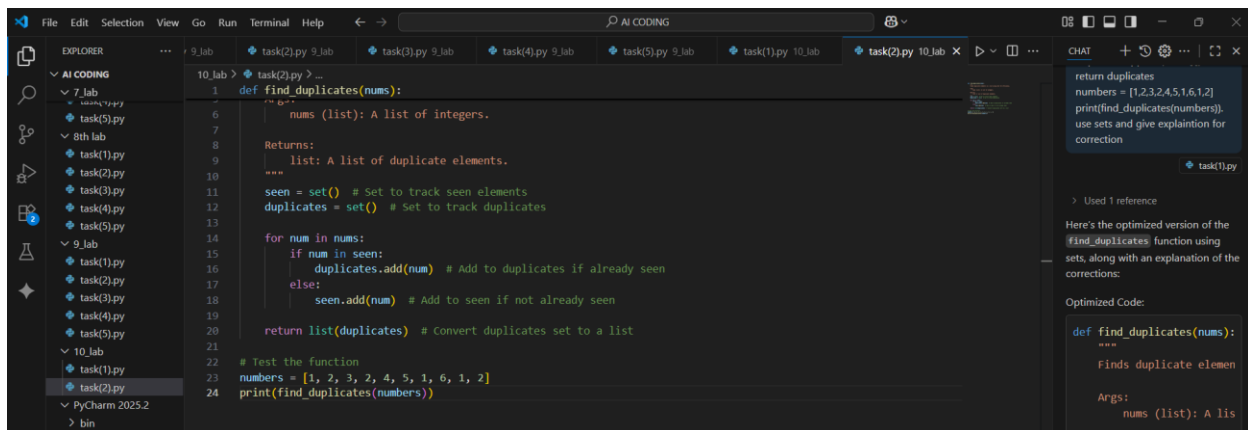 File Edit Selection View Go Run Terminal Help
AI CODING
EXPLORER
AI CODING
7_lab
task(4).py
task(5).py
8th lab
task(1).py
task(2).py
task(3).py
task(4).py
task(5).py
9_lab
task(1).py
task(2).py
task(3).py
task(4).py
task(5).py
10_lab
task(1).py
task(2).py
PyCharm 2025.2
bin
2
9_lab task(2).py 9_lab task(3).py 9_lab task(4).py 9_lab task(5).py 9_lab task(1).py 10_lab task(2).py 10_lab
10_lab > task(2).py > ...
1 def find_duplicates(nums):
Args:
6 nums (list): A list of integers.
7
8 Returns:
9 list: A list of duplicate elements.
10 """
11 seen = set() # Set to track seen elements
12 duplicates = set() # Set to track duplicates
13
14 for num in nums:
15 if num in seen:
16 duplicates.add(num) # Add to duplicates if already seen
17 else:
18 seen.add(num) # Add to seen if not already seen
19
20 return list(duplicates) # Convert duplicates set to a list
21
22 # Test the function
23 numbers = [1, 2, 3, 2, 4, 5, 1, 6, 1, 2]
24 print(find_duplicates(numbers))
CHAT
return duplicates
numbers = [1,2,3,2,4,5,1,6,1,2]
print(find_duplicates(numbers)).
use sets and give explaintion for
correction
task(1).py
> Used 1 reference
Here's the optimized version of the
find_duplicates function using
sets, along with an explanation of the
corrections:
Optimized Code:
def find_duplicates(nums):
"""
Finds duplicate elemen
Args:
nums (list): A lis